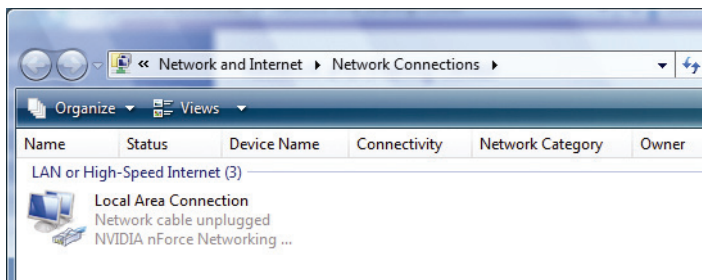 « Network and Internet ▸ Network Connections ▸
Organize Views
Name Status Device Name Connectivity Network Category Owner
LAN or High-Speed Internet (3)
Local Area Connection
Network cable unplugged
NVIDIA nForce Networking ...